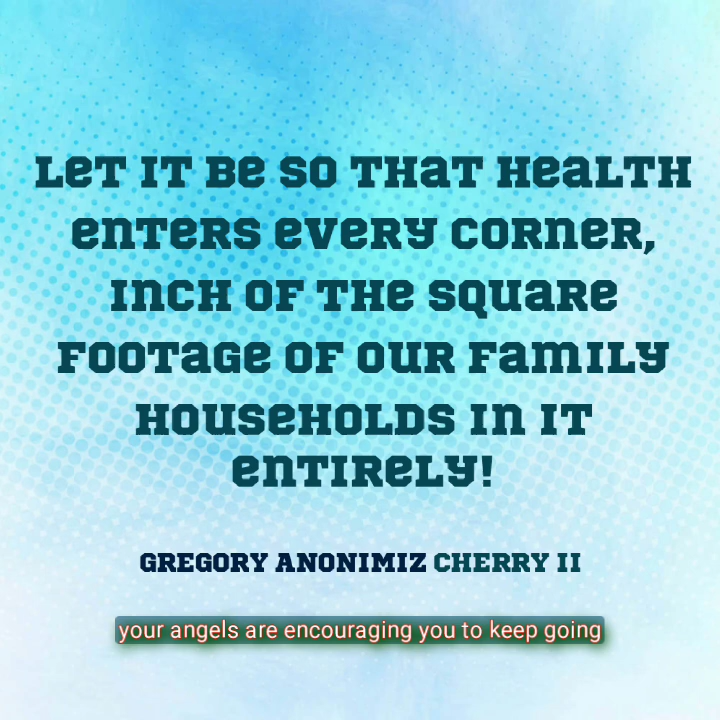 LeT IT Be SO THaT HeaLTH
enTeRS eVeRY CORneR,
InCH OF THe SQUaRe
FOOTaGe OF OUR FamILY
HOUSeHOLDS In IT
enTIReLY!
GREGORY ANONIMIZ CHERRY II
your angels are encouraging you to keep going